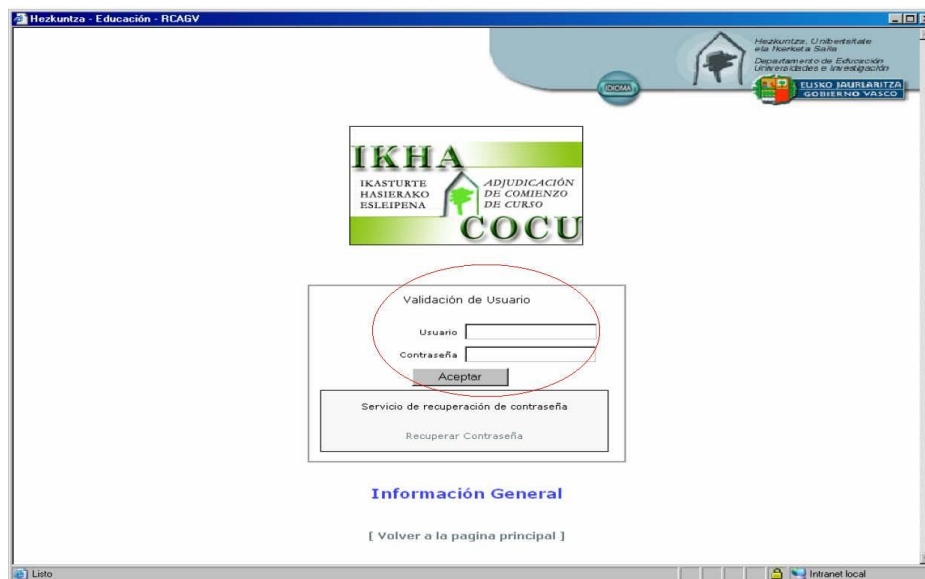 Hezkuntza - Educación - RCAGV
Hezkuntza, Unibertsitate
eta Ikerketa Saila
Departamento de Educación
Universidades e Investigación
IDIOMA
EUSKO JAURLARITZA
GOBIERNO VASCO
IKHA
IKASTURTE
HASIERAKO
ESLEIPENA
ADJUDICACIÓN
DE COMIENZO
DE CURSO
COCU
Validación de Usuario
Usuario
Contraseña
Aceptar
Servicio de recuperación de contraseña
Recuperar Contraseña
Información General
[ Volver a la pagina principal ]
Listo
Intranet local